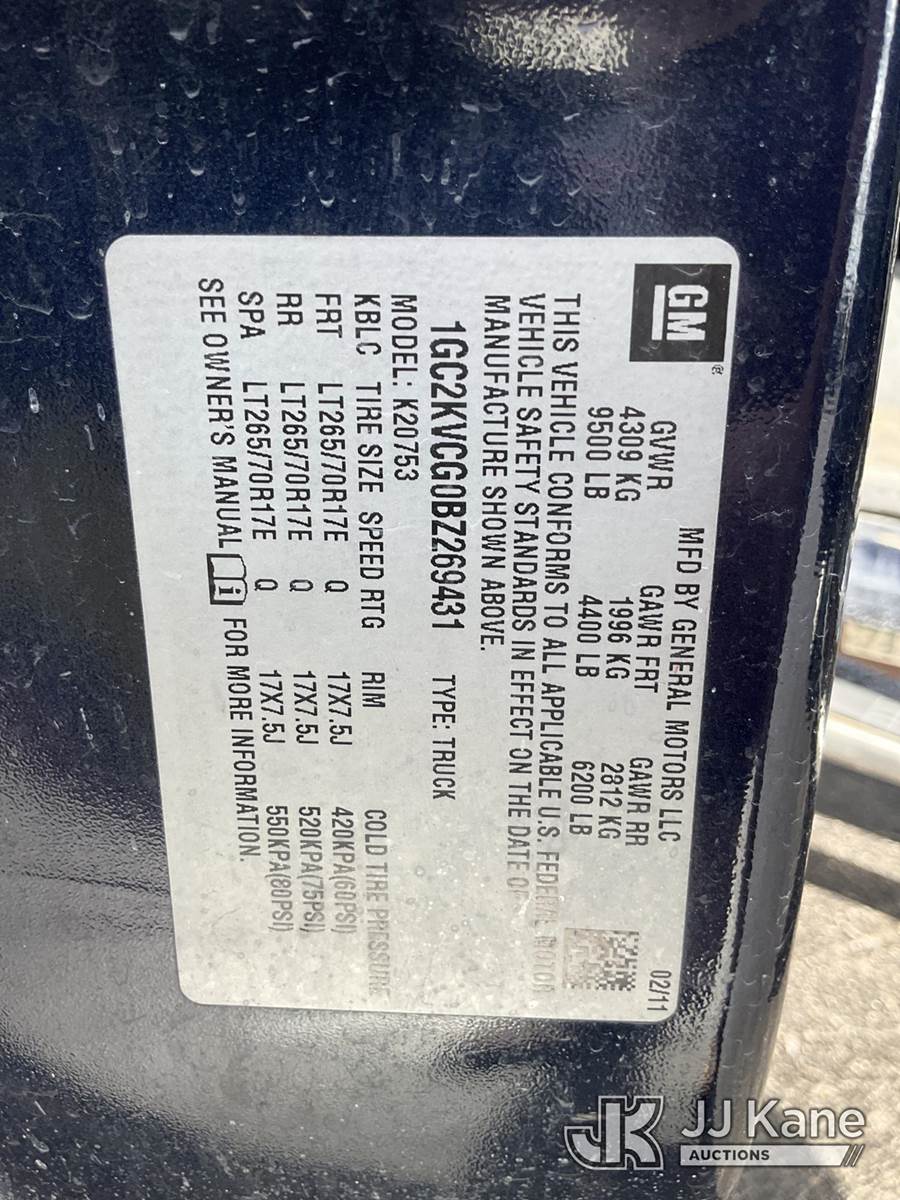 GM®
MFD BY GENERAL MOTORS LLC 02/11
GVWR GAWR FRT GAWR RR
4309 KG 1996 KG 2812 KG
9500 LB 4400 LB 6200 LB
THIS VEHICLE CONFORMS TO ALL APPLICABLE U.S. FEDERAL MOTOR
VEHICLE SAFETY STANDARDS IN EFFECT ON THE DATE OF
MANUFACTURE SHOWN ABOVE.
1GC2KVCG0BZ269431 TYPE: TRUCK
MODEL: K20753
KBLC TIRE SIZE SPEED RTG RIM COLD TIRE PRESSURE
FRT LT265/70R17E Q 17X7.5J 420KPA(60PSI)
RR LT265/70R17E Q 17X7.5J 520KPA(75PSI)
SPA LT265/70R17E Q 17X7.5J 550KPA(80PSI)
SEE OWNER'S MANUAL FOR MORE INFORMATION.
JK JJ Kane
AUCTIONS